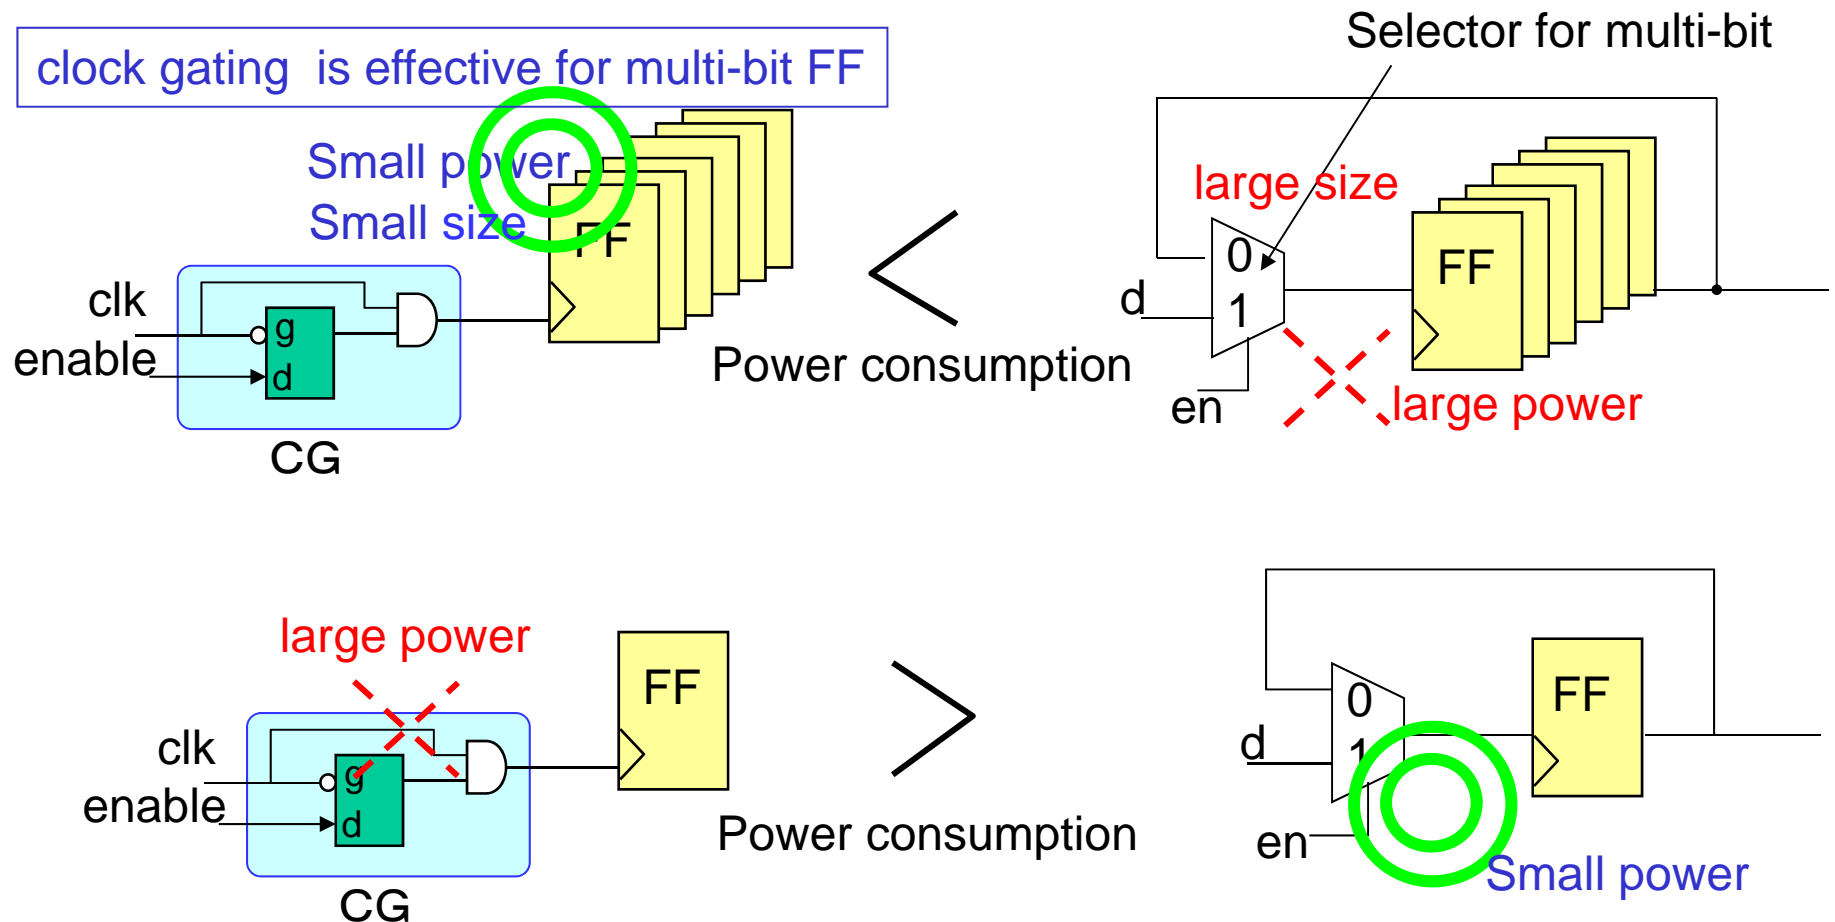 Selector for multi-bit
clock gating  is effective for multi-bit FF
Small power
Small size
FF
clk
enable
g
d
CG
Power consumption
large size
0
1
d
en
FF
large power
large power
FF
clk
enable
g
d
CG
Power consumption
0
1
d
en
FF
Small power